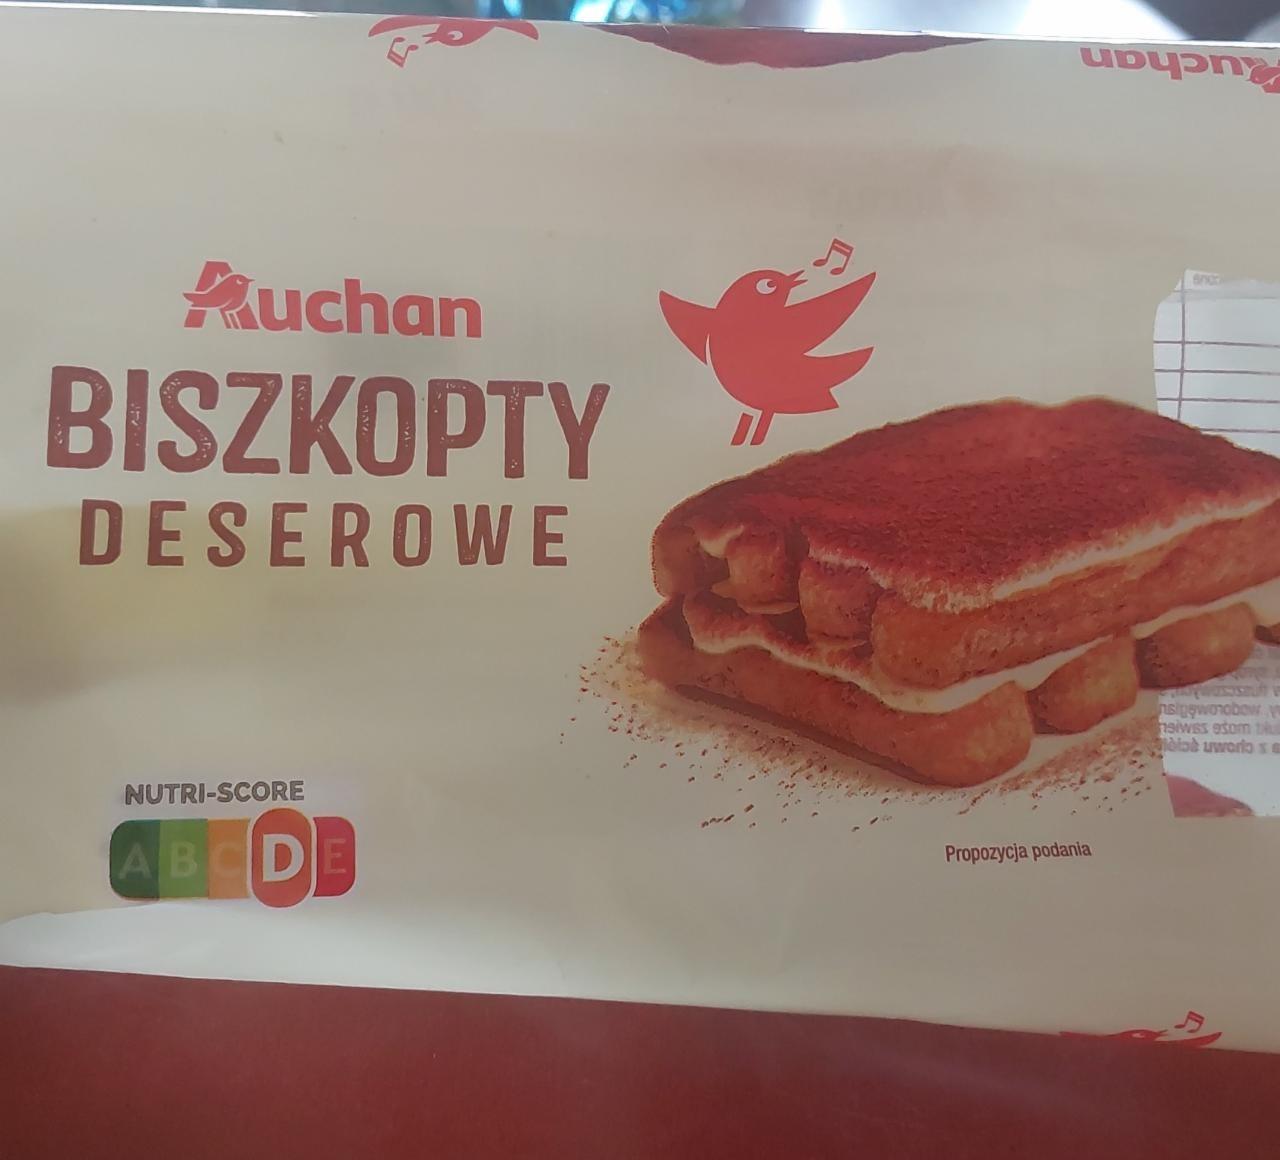 Auchan
Auchan
BISZKOPTY
DESEROWE
NUTRI-SCORE
A B C D E
Propozycja podania